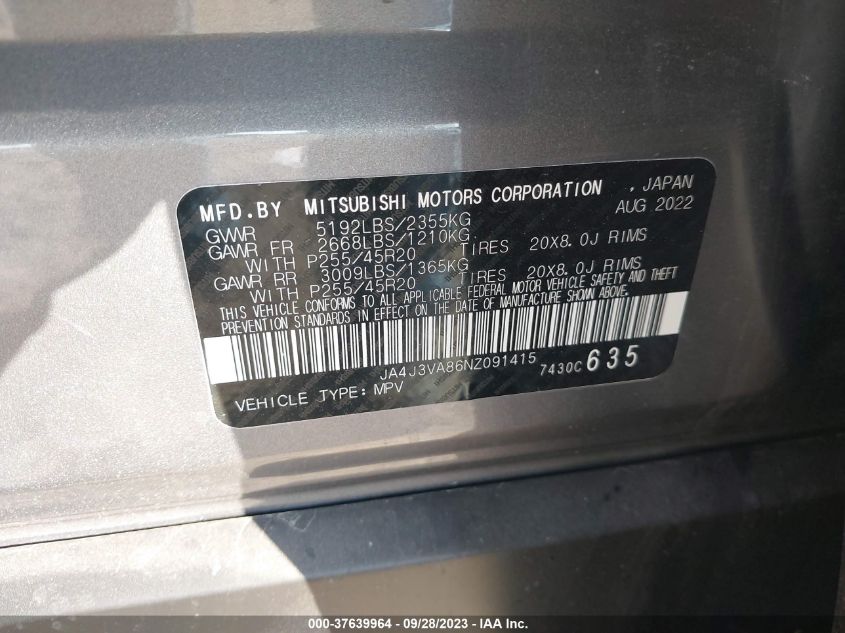 MFD.BY MITSUBISHI MOTORS CORPORATION , JAPAN
AUG 2022
GVWR 5192LBS/2355KG
GAWR FR 2668LBS/1210KG
WITH P255/45R20 TIRES 20X8.0J RIMS
GAWR RR 3009LBS/1365KG
WITH P255/45R20 TIRES 20X8.0J RIMS
THIS VEHICLE CONFORMS TO ALL APPLICABLE FEDERAL MOTOR VEHICLE SAFETY AND THEFT
PREVENTION STANDARDS IN EFFECT ON THE DATE OF MANUFACTURE SHOWN ABOVE.
JA4J3VA86NZ091415
7430C 635
VEHICLE TYPE: MPV
000-37639964 - 09/28/2023 - IAA Inc.